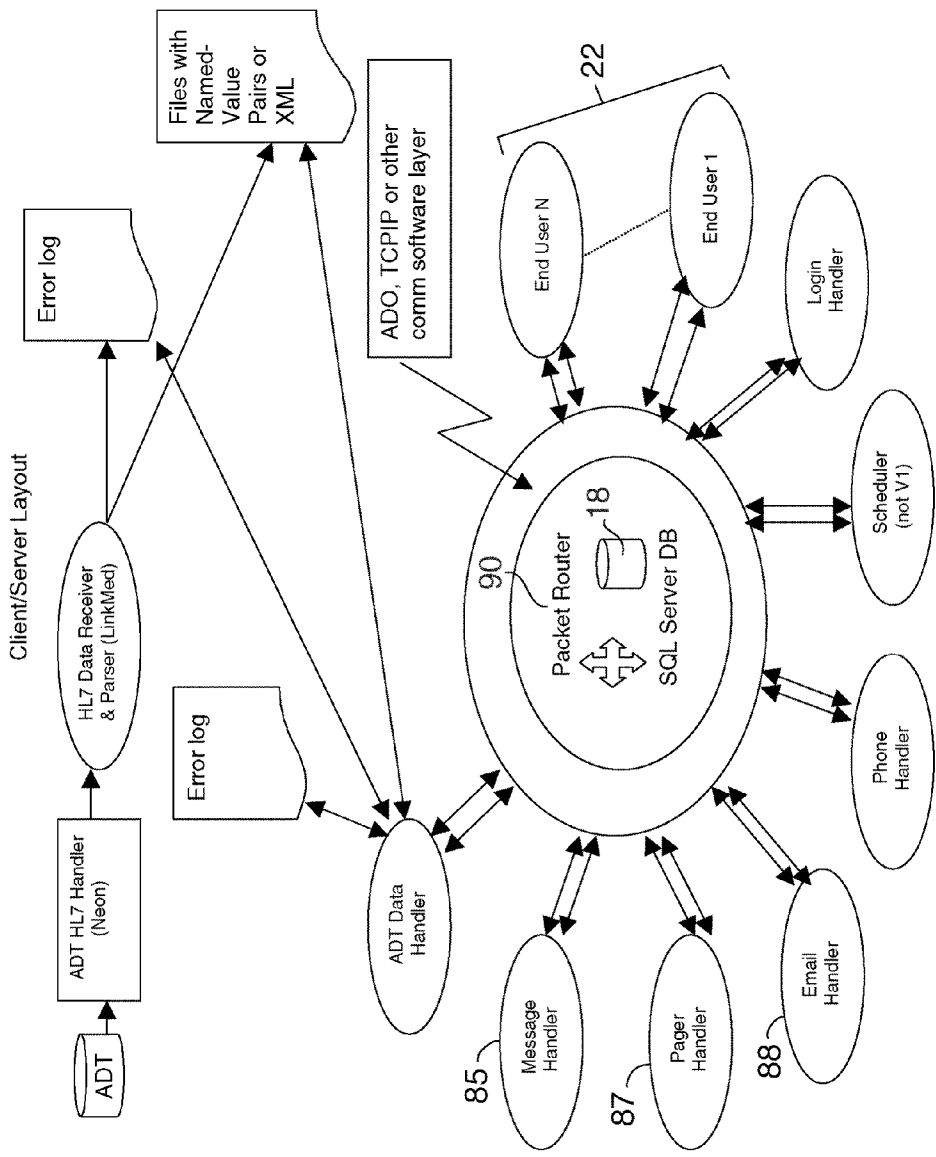 Client/Server Layout
ADT
ADT HL7 Handler
(Neon)
HL7 Data Receiver
& Parser (LinkMed)
Error log
Files with
Named-
Value
Pairs or
XML
Error log
ADT Data
Handler
ADO, TCPIP or other
comm software layer
90
Packet Router
18
SQL Server DB
22
End User N
End User 1
Login
Handler
Scheduler
(not V1)
Phone
Handler
88
Email
Handler
87
Pager
Handler
85
Message
Handler